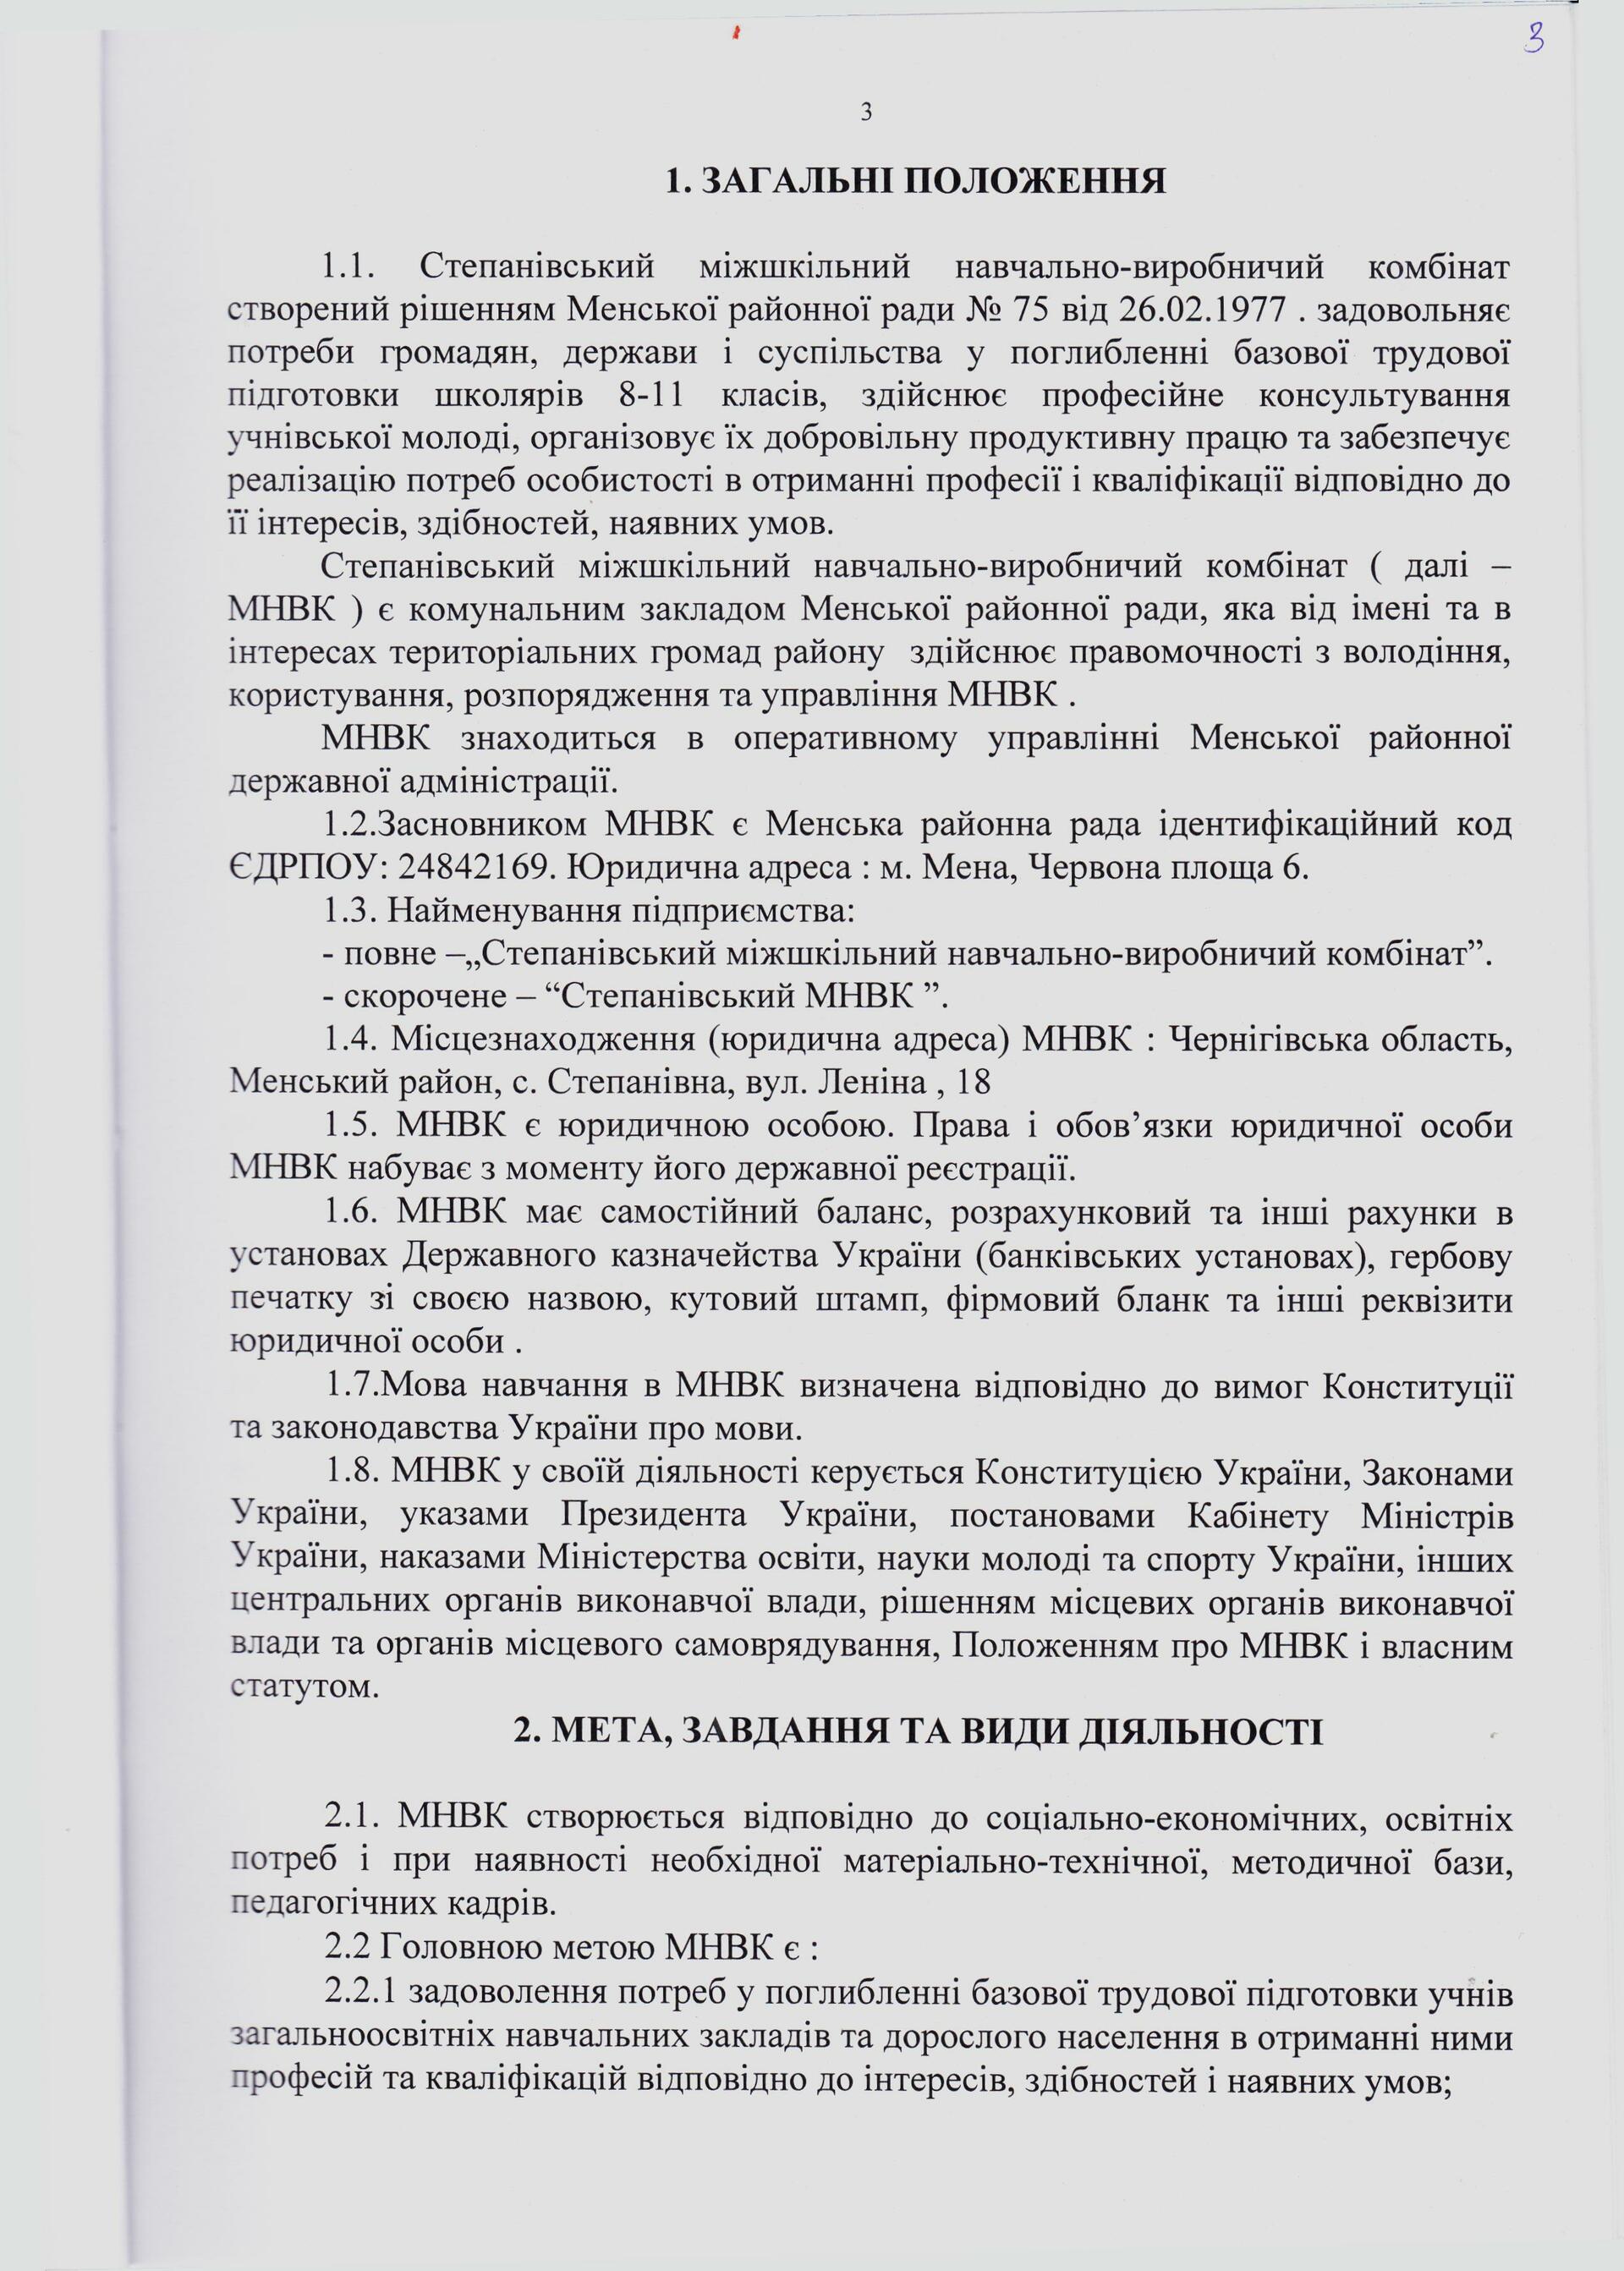 3
3
1. ЗАГАЛЬНІ ПОЛОЖЕННЯ
1.1. Степанівський міжшкільний навчально-виробничий комбінат
створений рішенням Менської районної ради № 75 від 26.02.1977 . задовольняє
потреби громадян, держави і суспільства у поглибленні базової трудової
підготовки школярів 8-11 класів, здійснює професійне консультування
учнівської молоді, організовує їх добровільну продуктивну працю та забезпечує
реалізацію потреб особистості в отриманні професії і кваліфікації відповідно до
її інтересів, здібностей, наявних умов.
Степанівський міжшкільний навчально-виробничий комбінат ( далі –
МНВК ) є комунальним закладом Менської районної ради, яка від імені та в
інтересах територіальних громад району здійснює правомочності з володіння,
користування, розпорядження та управління МНВК .
МНВК знаходиться в оперативному управлінні Менської районної
державної адміністрації.
1.2.Засновником МНВК є Менська районна рада ідентифікаційний код
ЄДРПОУ: 24842169. Юридична адреса : м. Мена, Червона площа 6.
1.3. Найменування підприємства:
- повне –„Степанівський міжшкільний навчально-виробничий комбінат”.
- скорочене – “Степанівський МНВК ”.
1.4. Місцезнаходження (юридична адреса) МНВК : Чернігівська область,
Менський район, с. Степанівна, вул. Леніна , 18
1.5. МНВК є юридичною особою. Права і обов’язки юридичної особи
МНВК набуває з моменту його державної реєстрації.
1.6. МНВК має самостійний баланс, розрахунковий та інші рахунки в
установах Державного казначейства України (банківських установах), гербову
печатку зі своєю назвою, кутовий штамп, фірмовий бланк та інші реквізити
юридичної особи .
1.7.Мова навчання в МНВК визначена відповідно до вимог Конституції
та законодавства України про мови.
1.8. МНВК у своїй діяльності керується Конституцією України, Законами
України, указами Президента України, постановами Кабінету Міністрів
України, наказами Міністерства освіти, науки молоді та спорту України, інших
центральних органів виконавчої влади, рішенням місцевих органів виконавчої
влади та органів місцевого самоврядування, Положенням про МНВК і власним
статутом.
2. МЕТА, ЗАВДАННЯ ТА ВИДИ ДІЯЛЬНОСТІ
2.1. МНВК створюється відповідно до соціально-економічних, освітніх
потреб і при наявності необхідної матеріально-технічної, методичної бази,
педагогічних кадрів.
2.2 Головною метою МНВК є :
2.2.1 задоволення потреб у поглибленні базової трудової підготовки учнів
загальноосвітніх навчальних закладів та дорослого населення в отриманні ними
професій та кваліфікацій відповідно до інтересів, здібностей і наявних умов;